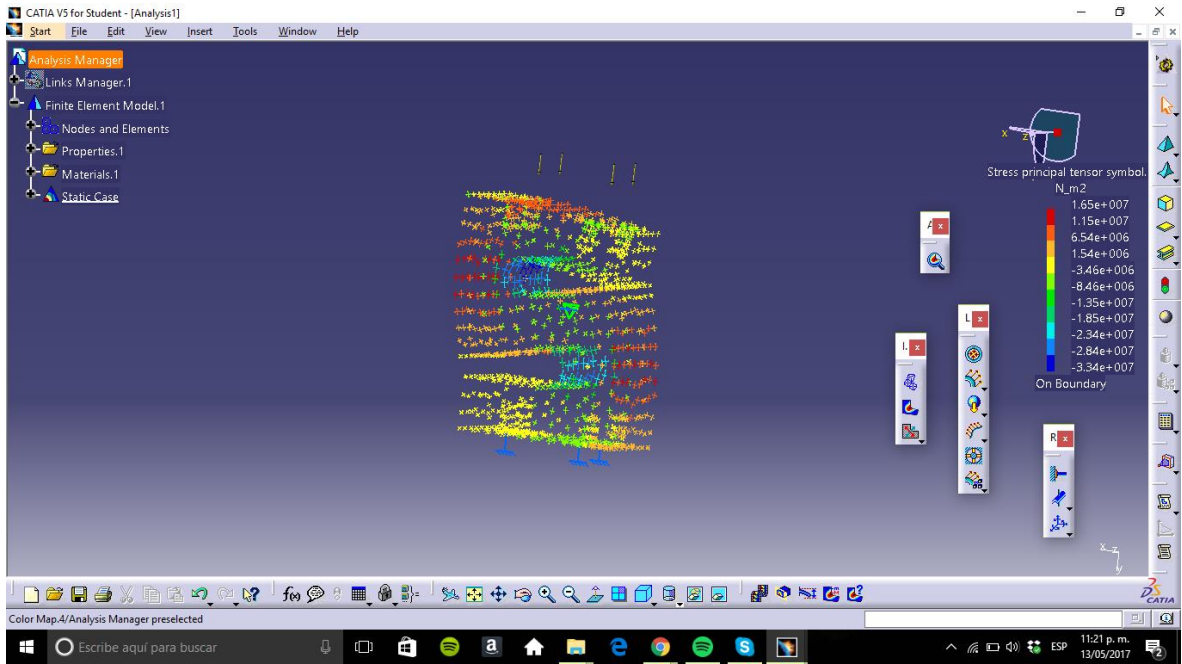 CATIA V5 for Student - [Analysis1]
Start File Edit View Insert Tools Window Help
Analysis Manager
Links Manager.1
Finite Element Model.1
Nodes and Elements
Properties.1
Materials.1
Static Case
x
z
Stress principal tensor symbol.
N_m2
1.65e+007
1.15e+007
6.54e+006
1.54e+006
-3.46e+006
-8.46e+006
-1.35e+007
-1.85e+007
-2.34e+007
-2.84e+007
-3.34e+007
On Boundary
A x
L x
I. x
R x
x z
y
f(x)
CATIA
Color Map.4/Analysis Manager preselected
Escribe aquí para buscar
a
ESP
11:21 p. m.
13/05/2017
2